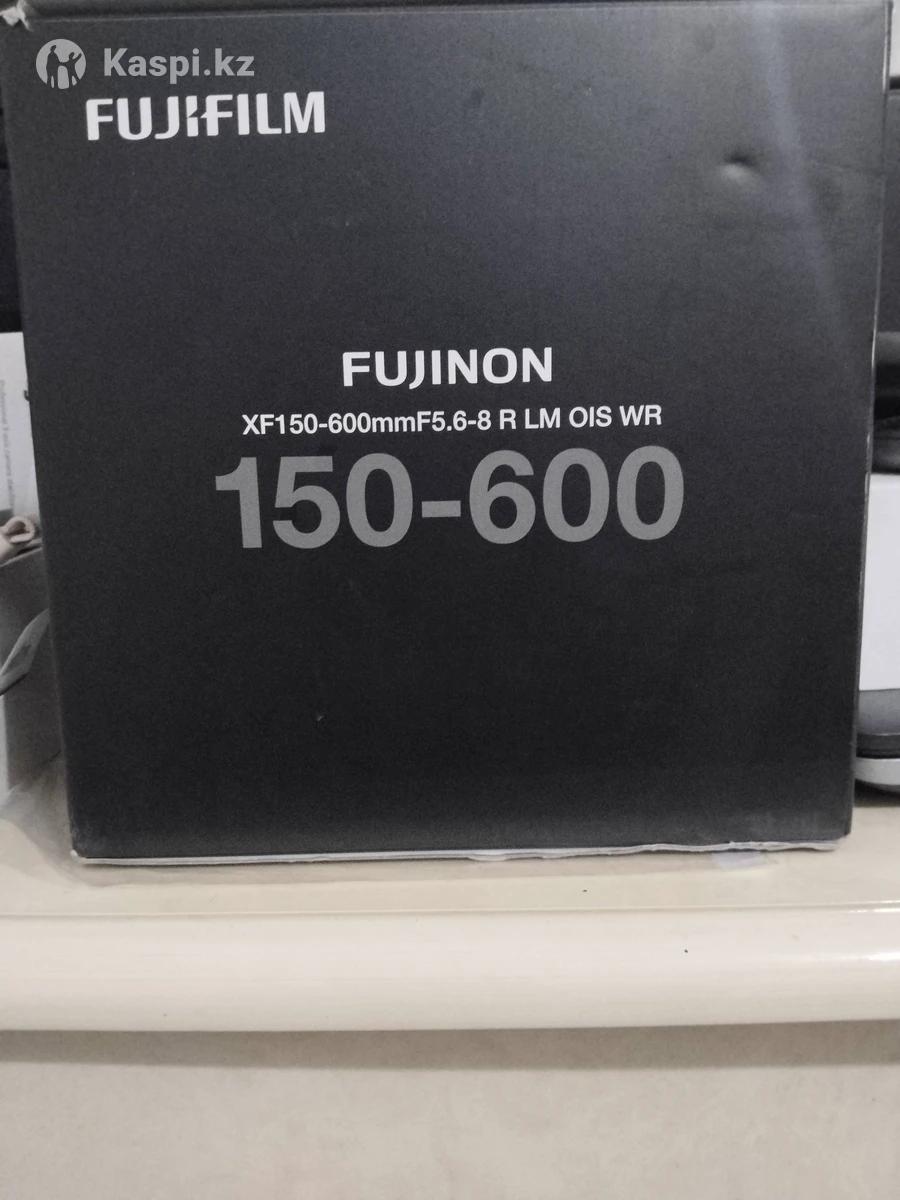 Kaspi.kz
FUJIFILM
FUJINON
XF150-600mmF5.6-8 R LM OIS WR
150-600